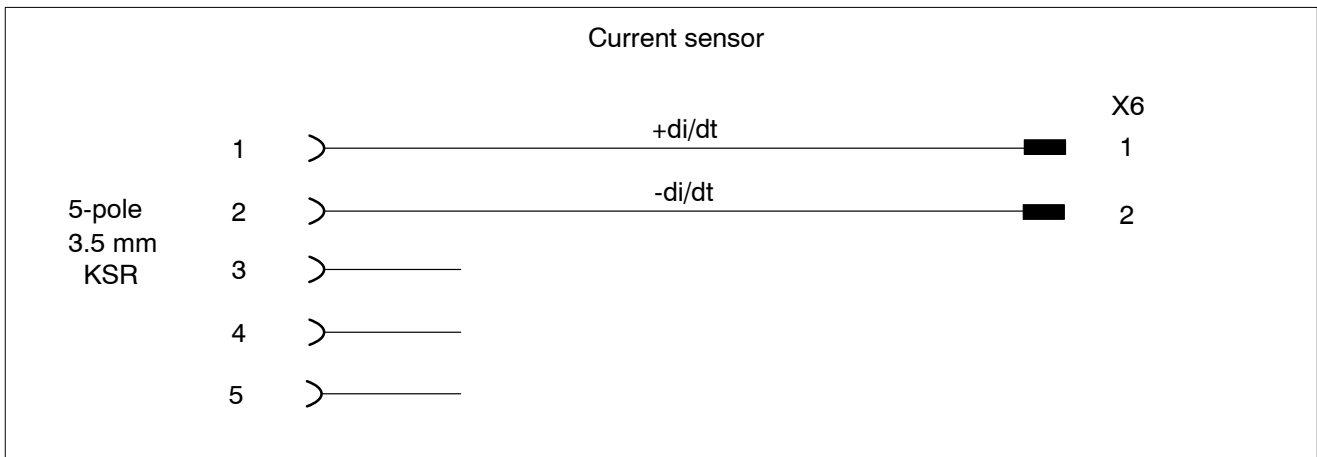 Current sensor
X6
1 +di/dt 1
5-pole 2 -di/dt 2
3.5 mm
KSR 3
4
5